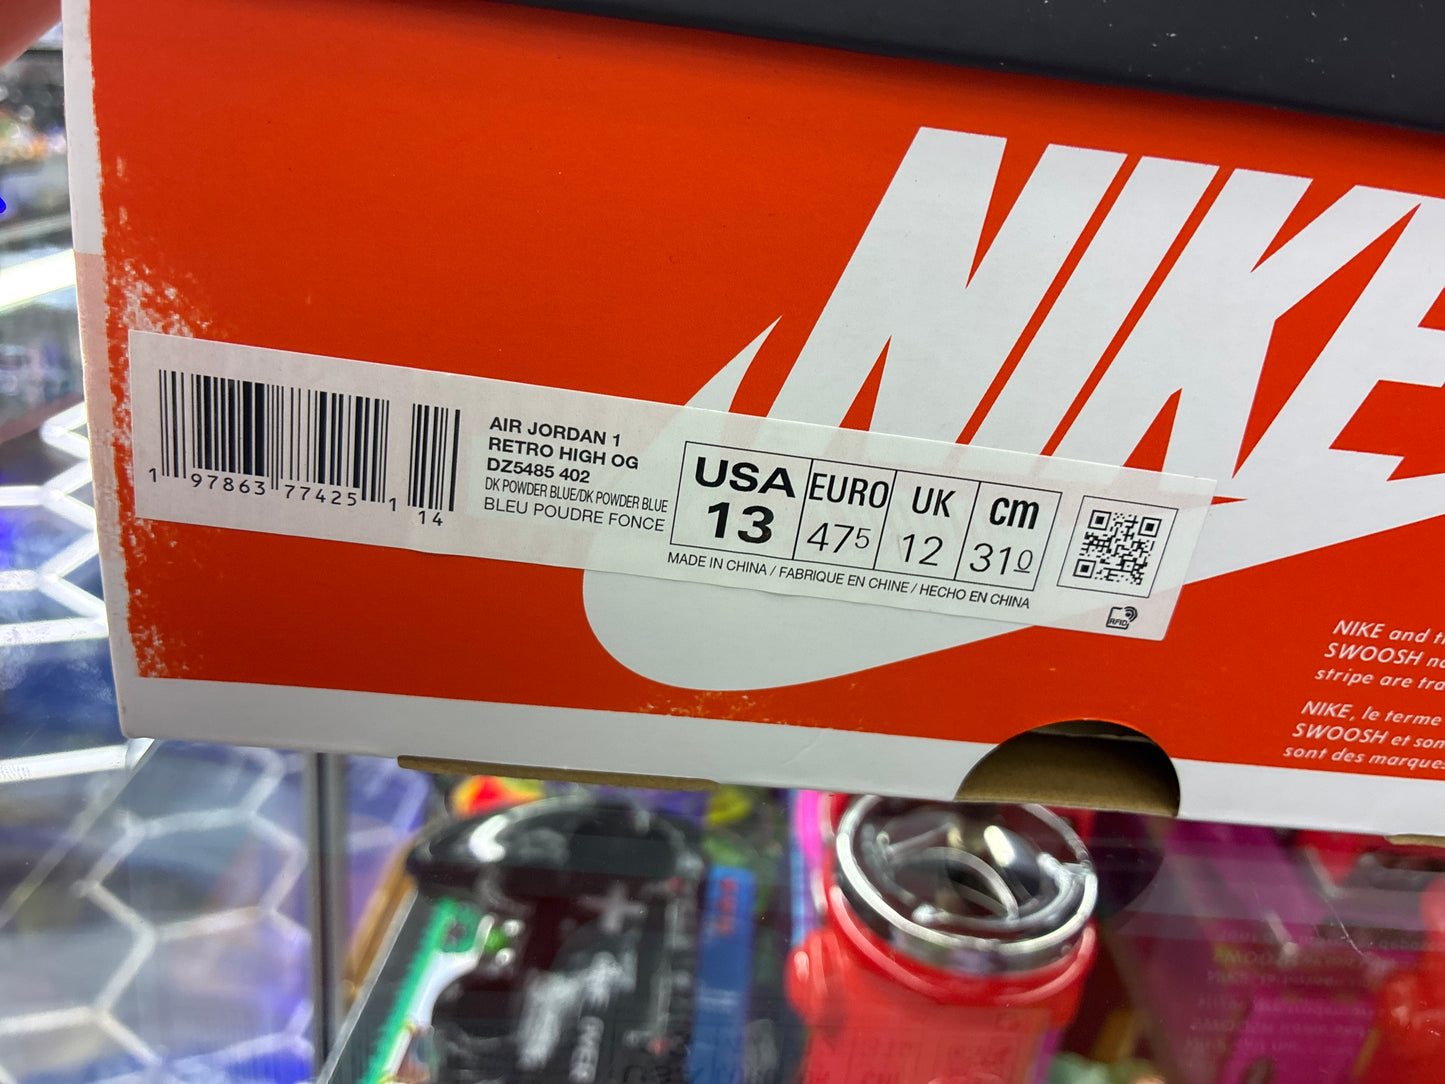 NIKE
AIR JORDAN 1
RETRO HIGH OG
DZ5485 402
DK POWDER BLUE/DK POWDER BLUE
BLEU POUDRE FONCE
1 97863 77425 1 14
USA EURO UK cm
13 475 12 310
MADE IN CHINA / FABRIQUE EN CHINE / HECHO EN CHINA
RFID
NIKE and
SWOOSH
stripe are
NIKE, le terme
SWOOSH et
sont des marques